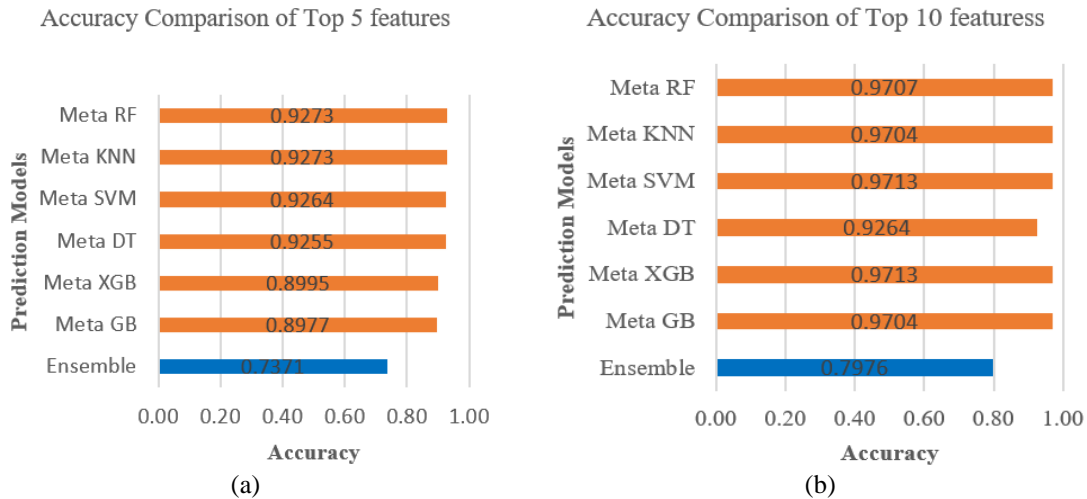 Accuracy Comparison of Top 5 features
Prediction Models
Meta RF 0.9273
Meta KNN 0.9273
Meta SVM 0.9264
Meta DT 0.9255
Meta XGB 0.8995
Meta GB 0.8977
Ensemble 0.7371
0.00 0.20 0.40 0.60 0.80 1.00
Accuracy
(a)
Accuracy Comparison of Top 10 featuress
Prediction Models
Meta RF 0.9707
Meta KNN 0.9704
Meta SVM 0.9713
Meta DT 0.9264
Meta XGB 0.9713
Meta GB 0.9704
Ensemble 0.7976
0.00 0.20 0.40 0.60 0.80 1.00
Accuracy
(b)